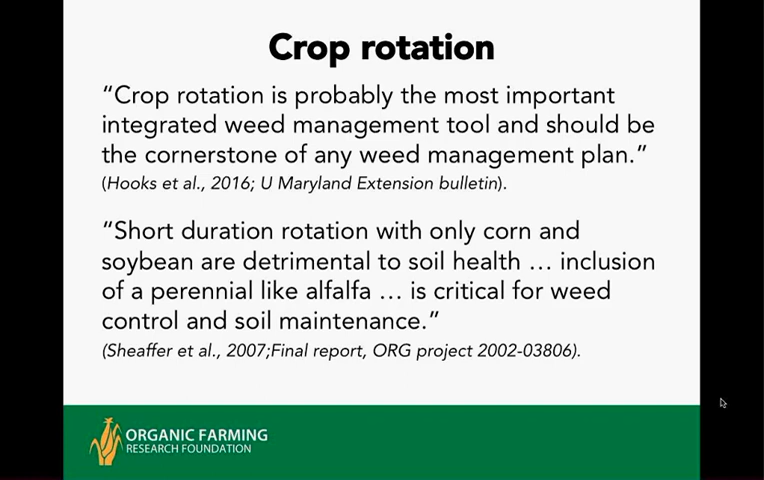 Crop rotation
“Crop rotation is probably the most important
integrated weed management tool and should be
the cornerstone of any weed management plan.”
(Hooks et al., 2016; U Maryland Extension bulletin).
“Short duration rotation with only corn and
soybean are detrimental to soil health … inclusion
of a perennial like alfalfa … is critical for weed
control and soil maintenance.”
(Sheaffer et al., 2007;Final report, ORG project 2002-03806).
ORGANIC FARMING
RESEARCH FOUNDATION